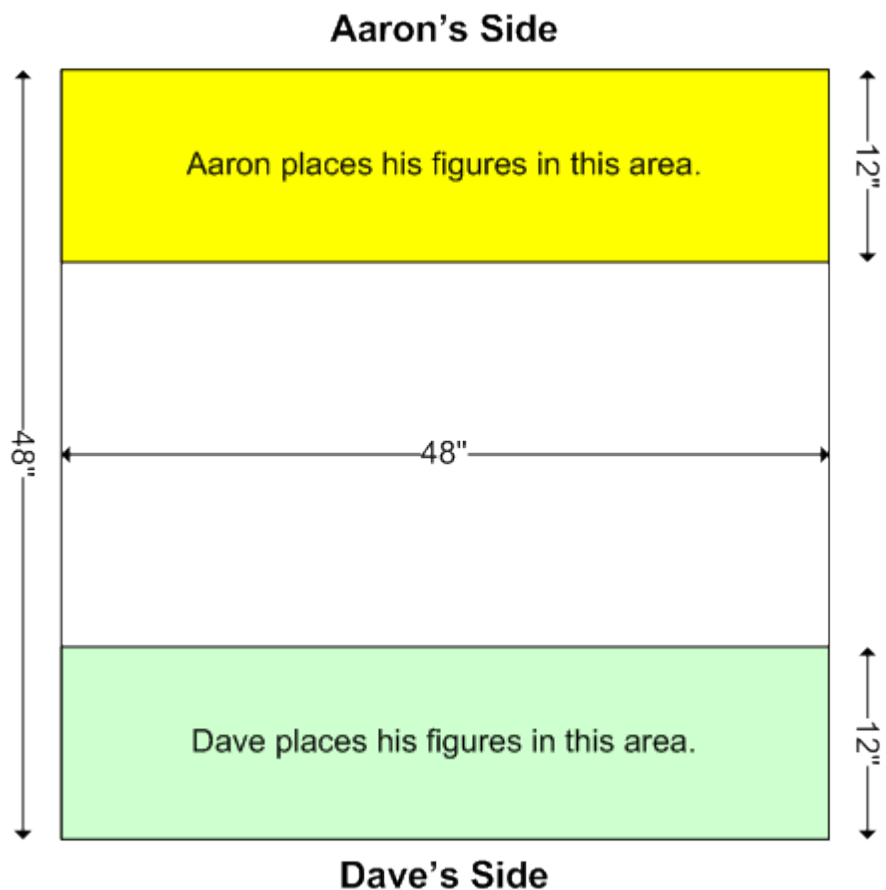 Aaron’s Side
Aaron places his figures in this area.
12"
48"
48"
Dave places his figures in this area.
12"
Dave’s Side